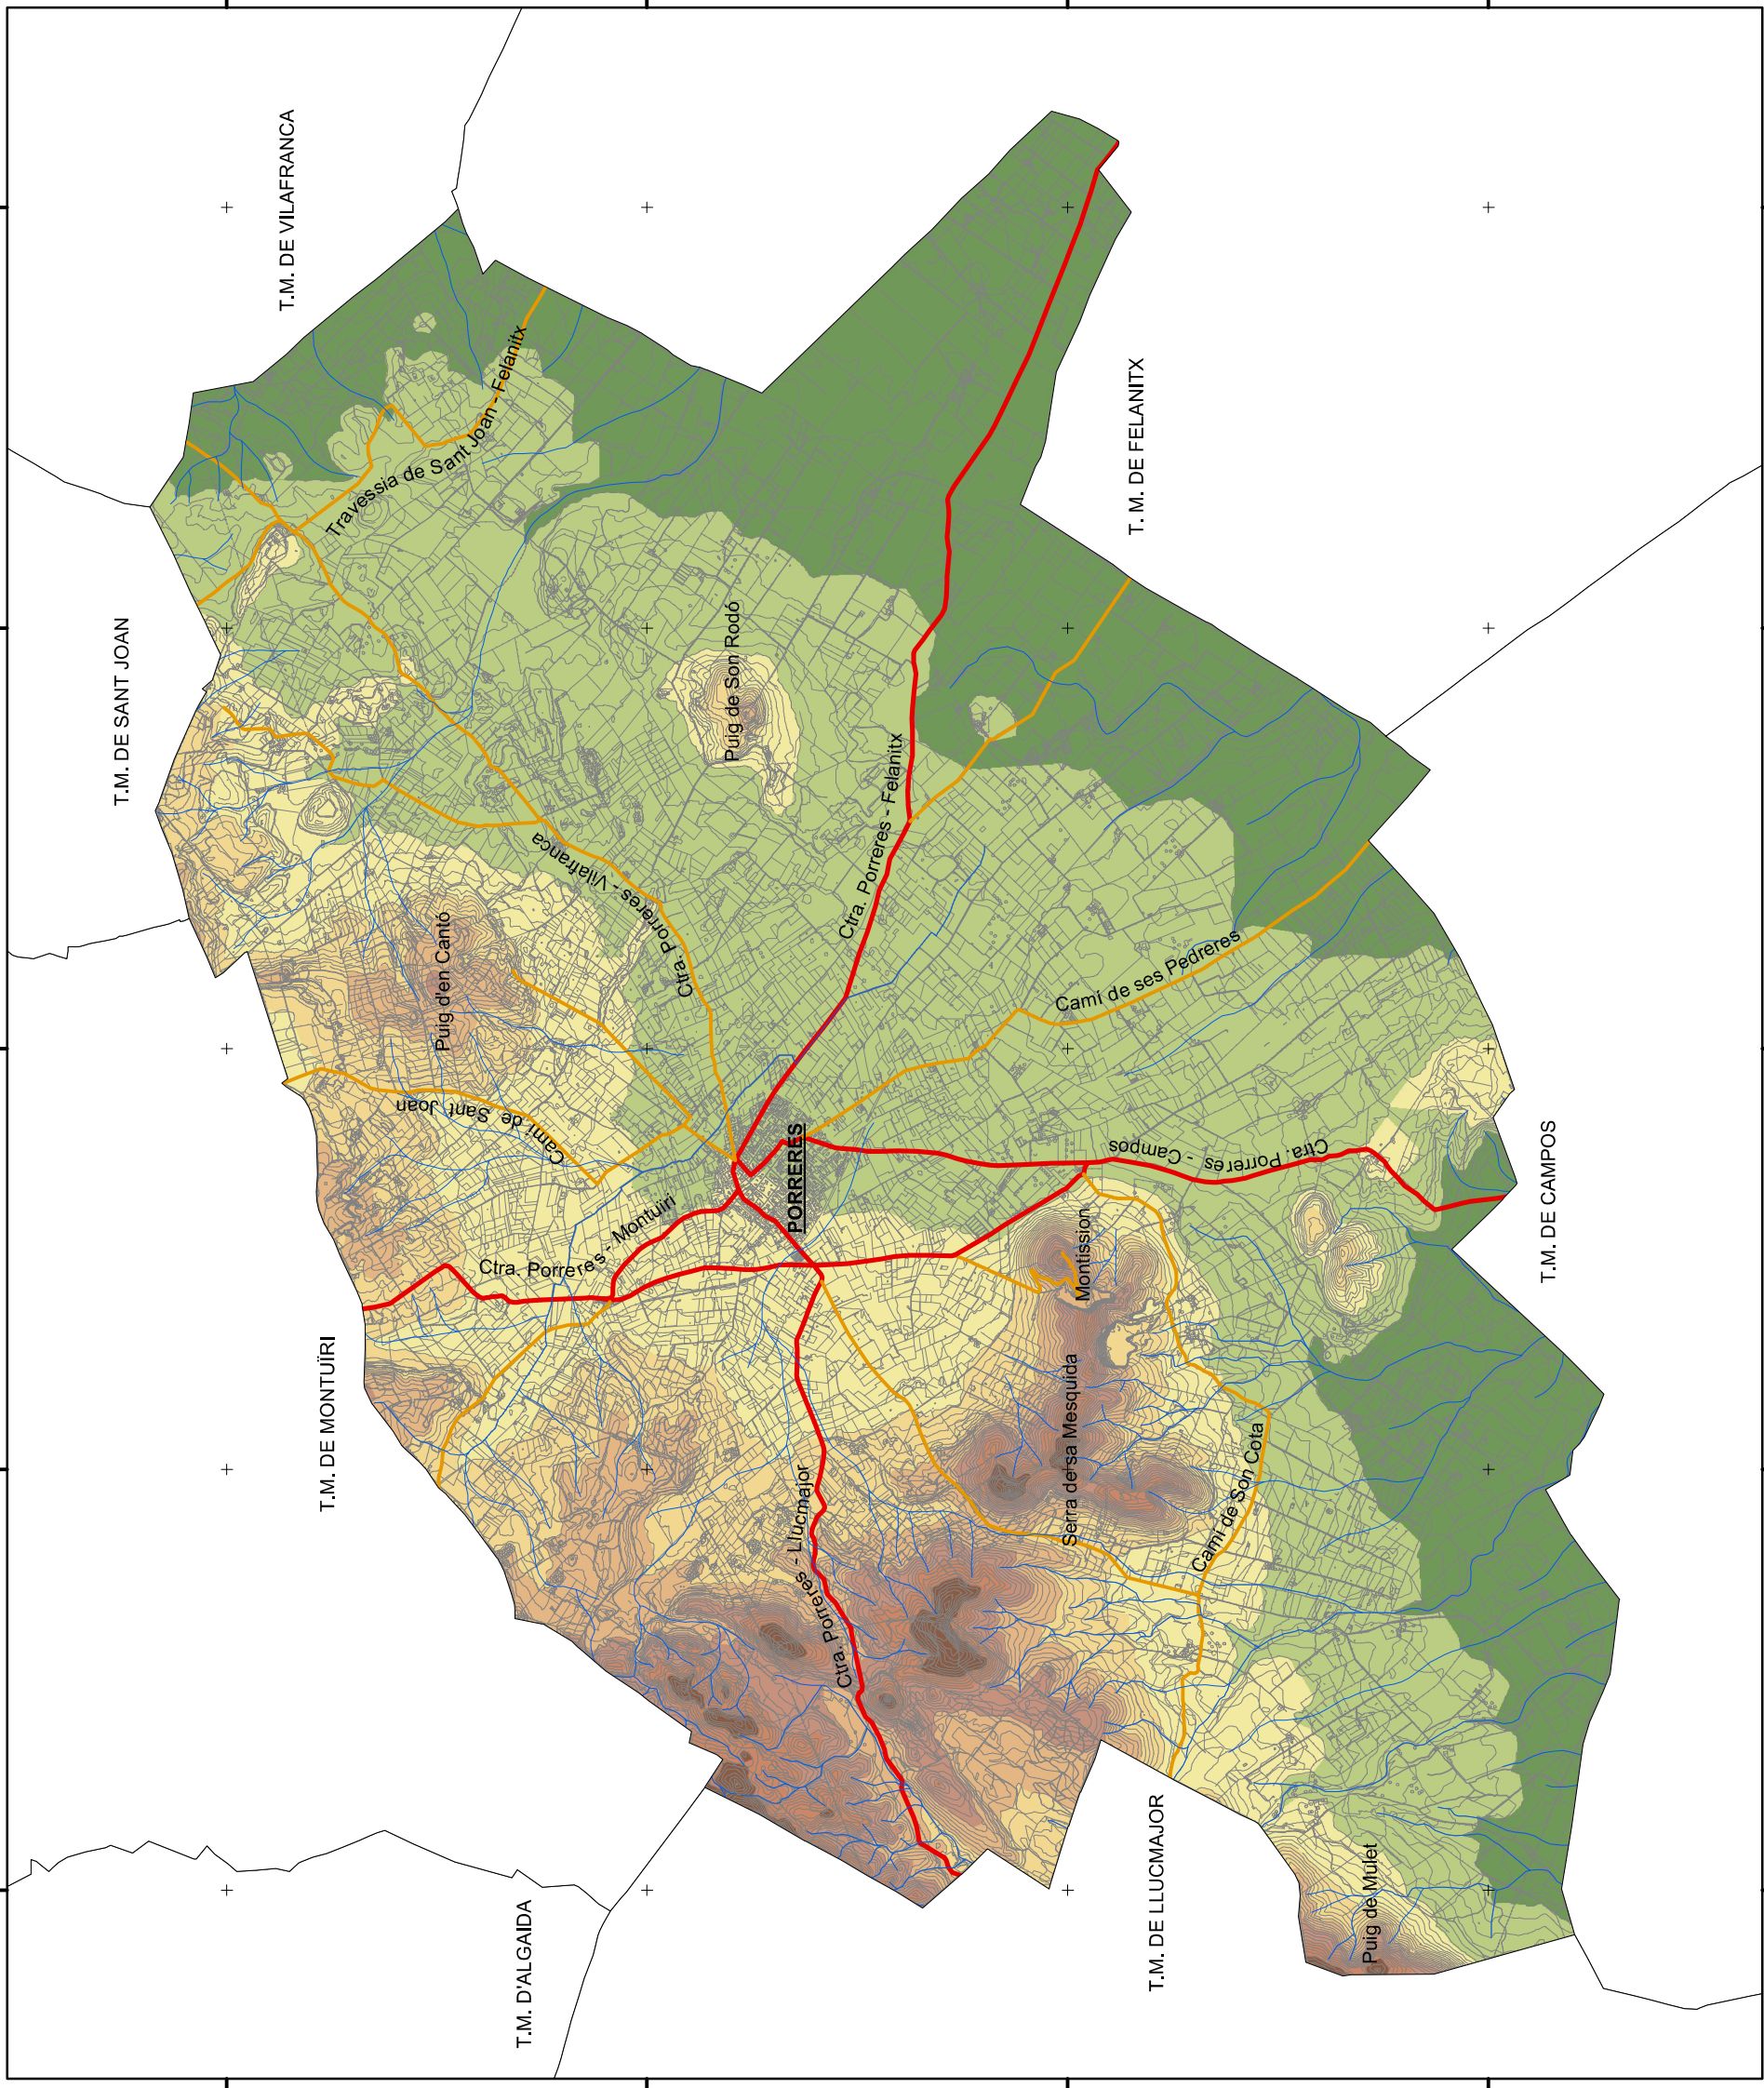 T.M. DE SANT JOAN
T.M. DE VILAFRANCA
T.M. DE MONTUÏRI
T.M. D'ALGAIDA
Travessia de Sant Joan - Felanitx
Puig d'en Cantó
Camí de Sant Joan
Ctra. Porreres - Vilafranca
Ctra. Porreres - Montuïri
Puig de Son Rodó
PORRERES
Ctra. Porreres - Llucmajor
Ctra. Porreres - Felanitx
Montission
Serra de sa Mesquida
Camí de ses Pedreres
T. M. DE FELANITX
T.M. DE LLUCMAJOR
Camí de Son Cota
Ctra. Porreres - Campos
Puig de Mulet
T.M. DE CAMPOS